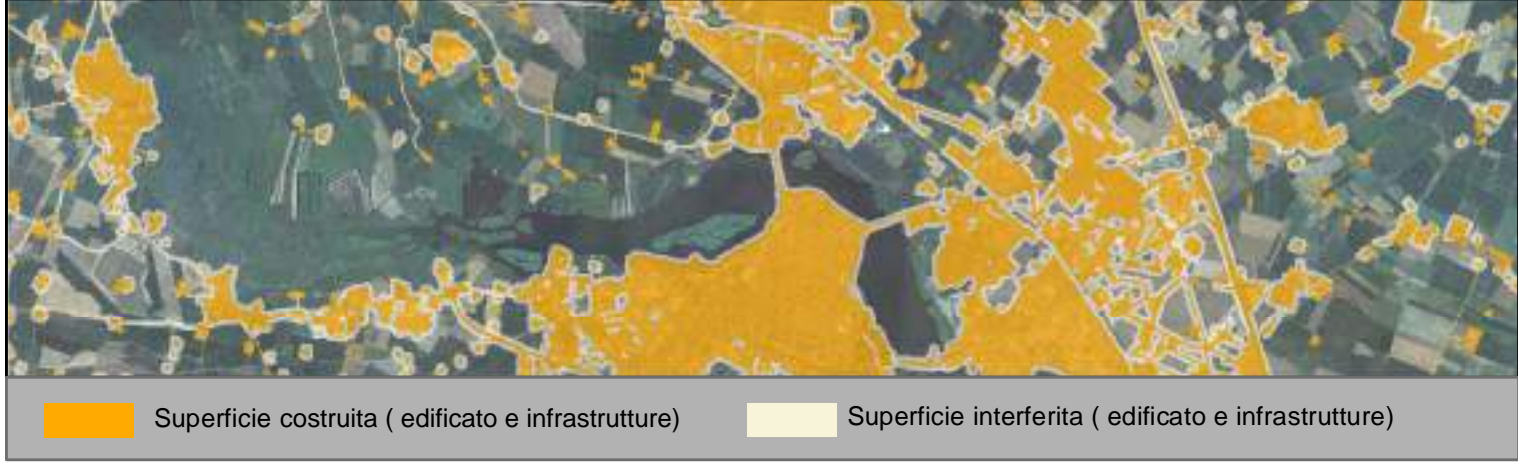 Superficie costruita ( edificato e infrastrutture)
Superficie interferita ( edificato e infrastrutture)